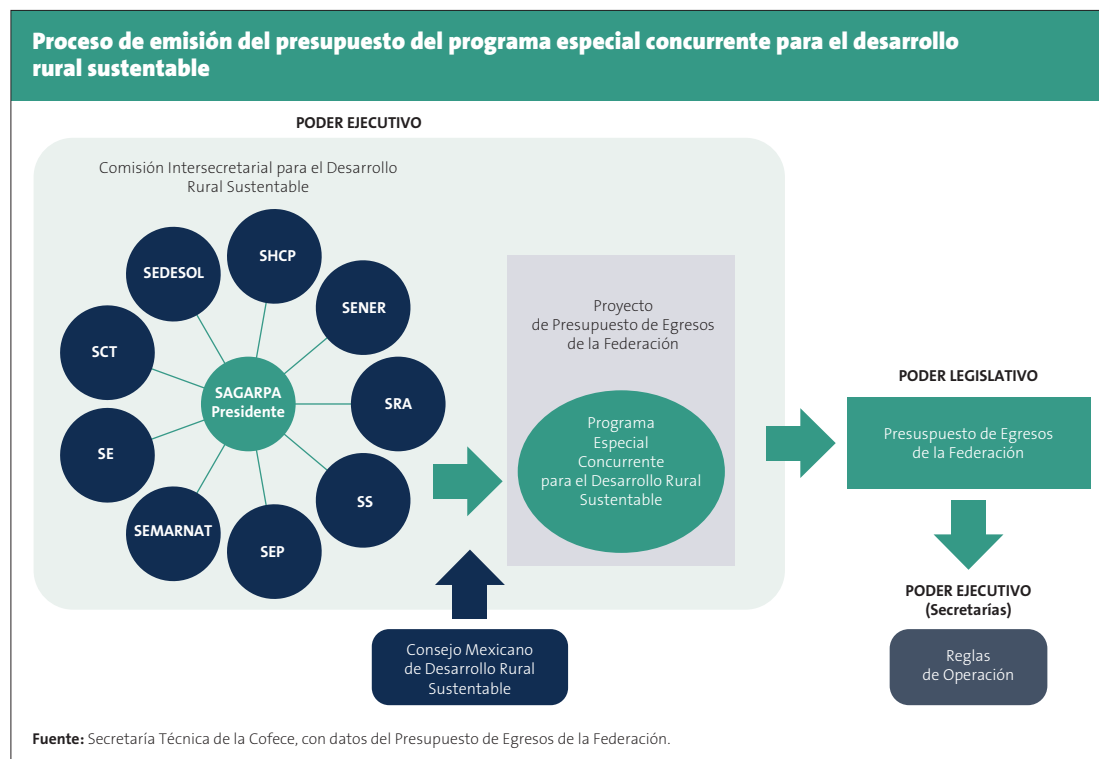 Proceso de emisión del presupuesto del programa especial concurrente para el desarrollo
rural sustentable
PODER EJECUTIVO
Comisión Intersecretarial para el Desarrollo
Rural Sustentable
SHCP
SEDESOL
SENER
SCT
SAGARPA
Presidente
SRA
SE
SS
SEMARNAT
SEP
Proyecto
de Presupuesto de Egresos
de la Federación
Programa
Especial
Concurrente
para el Desarrollo Rural
Sustentable
Consejo Mexicano
de Desarrollo Rural
Sustentable
PODER LEGISLATIVO
Presuspuesto de Egresos
de la Federación
PODER EJECUTIVO
(Secretarías)
Reglas
de Operación
Fuente: Secretaría Técnica de la Cofece, con datos del Presupuesto de Egresos de la Federación.